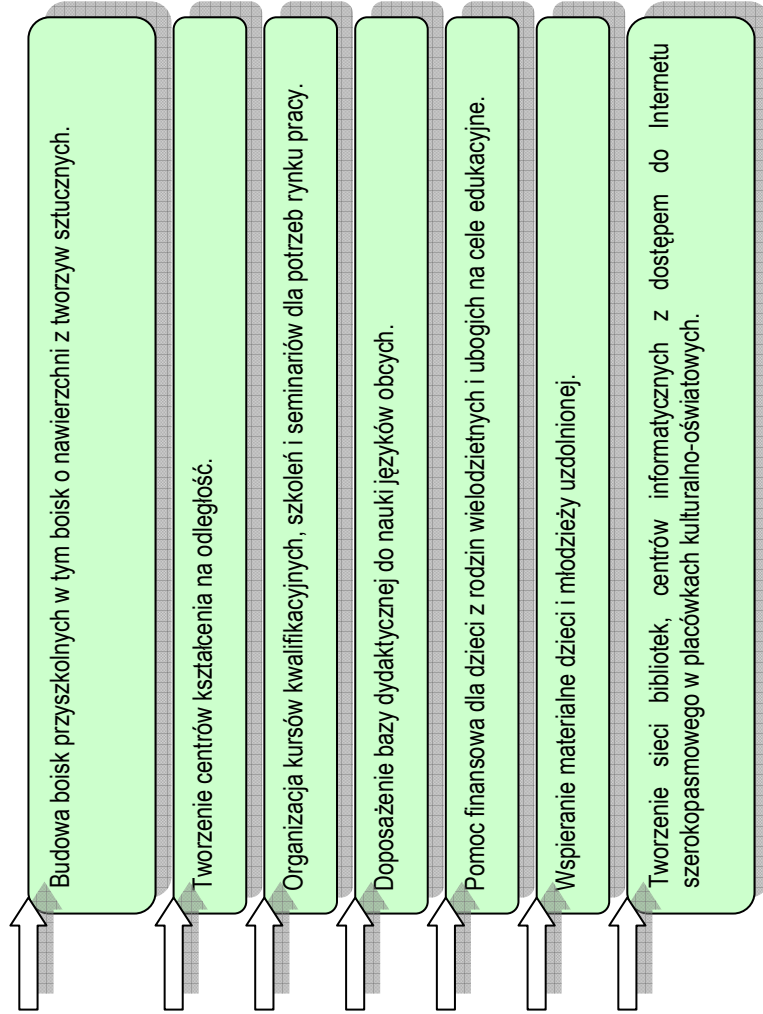 Budowa boisk przyszkolnych w tym boisk o nawierzchni z tworzyw sztucznych.
Tworzenie centrów kształcenia na odległość.
Organizacja kursów kwalifikacyjnych, szkoleń i seminariów dla potrzeb rynku pracy.
Doposażenie bazy dydaktycznej do nauki języków obcych.
Pomoc finansowa dla dzieci z rodzin wielodzietnych i ubogich na cele edukacyjne.
Wspieranie materialne dzieci i młodzieży uzdolnionej.
Tworzenie sieci bibliotek, centrów informatycznych z dostępem do Internetu
szerokopasmowego w placówkach kulturalno-oświatowych.